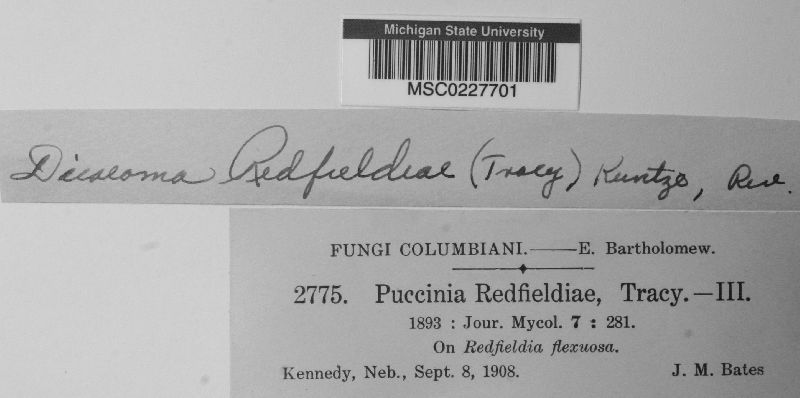 Michigan State University
MSC0227701
Dicaeoma Redfieldiae (Tracy) Kuntze, Rev.
FUNGI COLUMBIANI.——E. Bartholomew.
2775. Puccinia Redfieldiae, Tracy.—III.
1893 : Jour. Mycol. 7 : 281.
On Redfieldia flexuosa.
Kennedy, Neb., Sept. 8, 1908. J. M. Bates